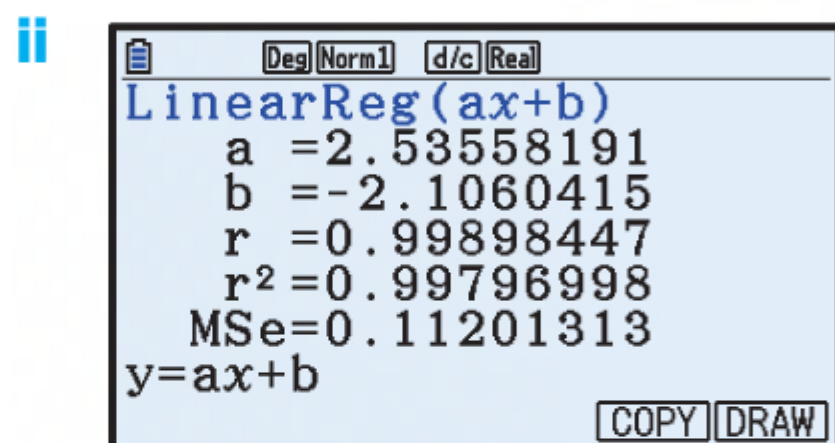 ii
Deg Norm1 d/c Real
LinearReg(ax+b)
a =2.53558191
b =-2.1060415
r =0.99898447
r²=0.99796998
MSe=0.11201313
y=ax+b
COPY DRAW